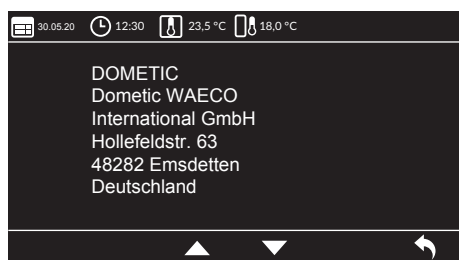 30.05.20 12:30 23,5 °C 18,0 °C
DOMETIC
Dometic WAECO
International GmbH
Hollefeldstr. 63
48282 Emsdetten
Deutschland